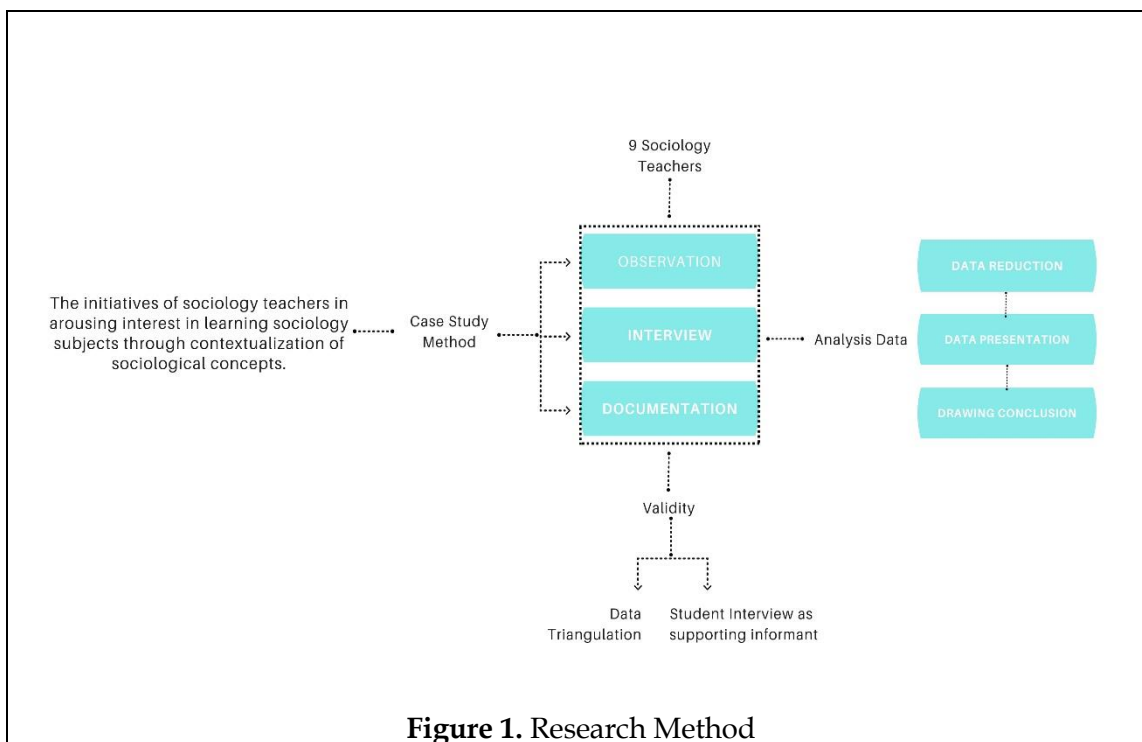 9 Sociology
Teachers
The initiatives of sociology teachers in
arousing interest in learning sociology
subjects through contextualization of
sociological concepts.
Case Study
Method
OBSERVATION
INTERVIEW
DOCUMENTATION
Analysis Data
DATA REDUCTION
DATA PRESENTATION
DRAWING CONCLUSION
Validity
Data
Triangulation
Student Interview as
supporting informant
Figure 1. Research Method